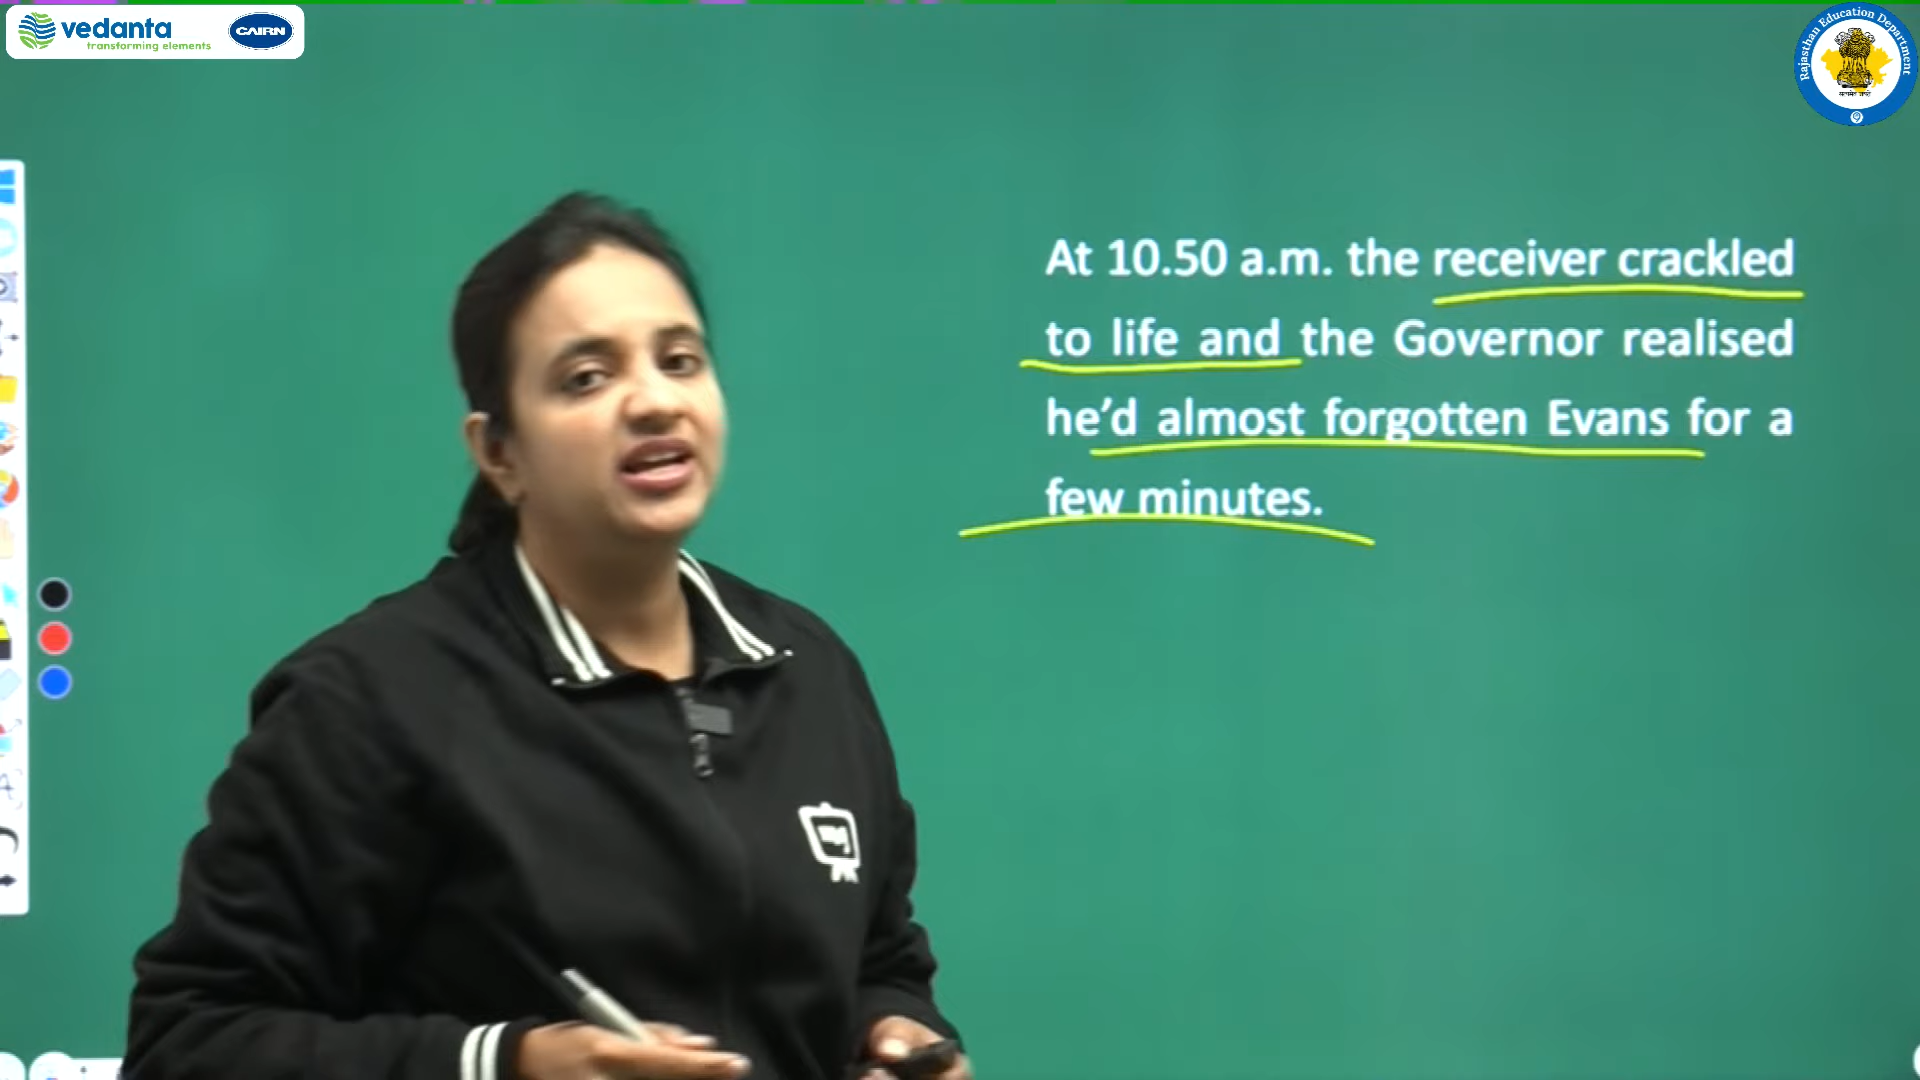 vedanta
transforming elements
CAIRN
Rajasthan Education Department
At 10.50 a.m. the receiver crackled
to life and the Governor realised
he'd almost forgotten Evans for a
few minutes.